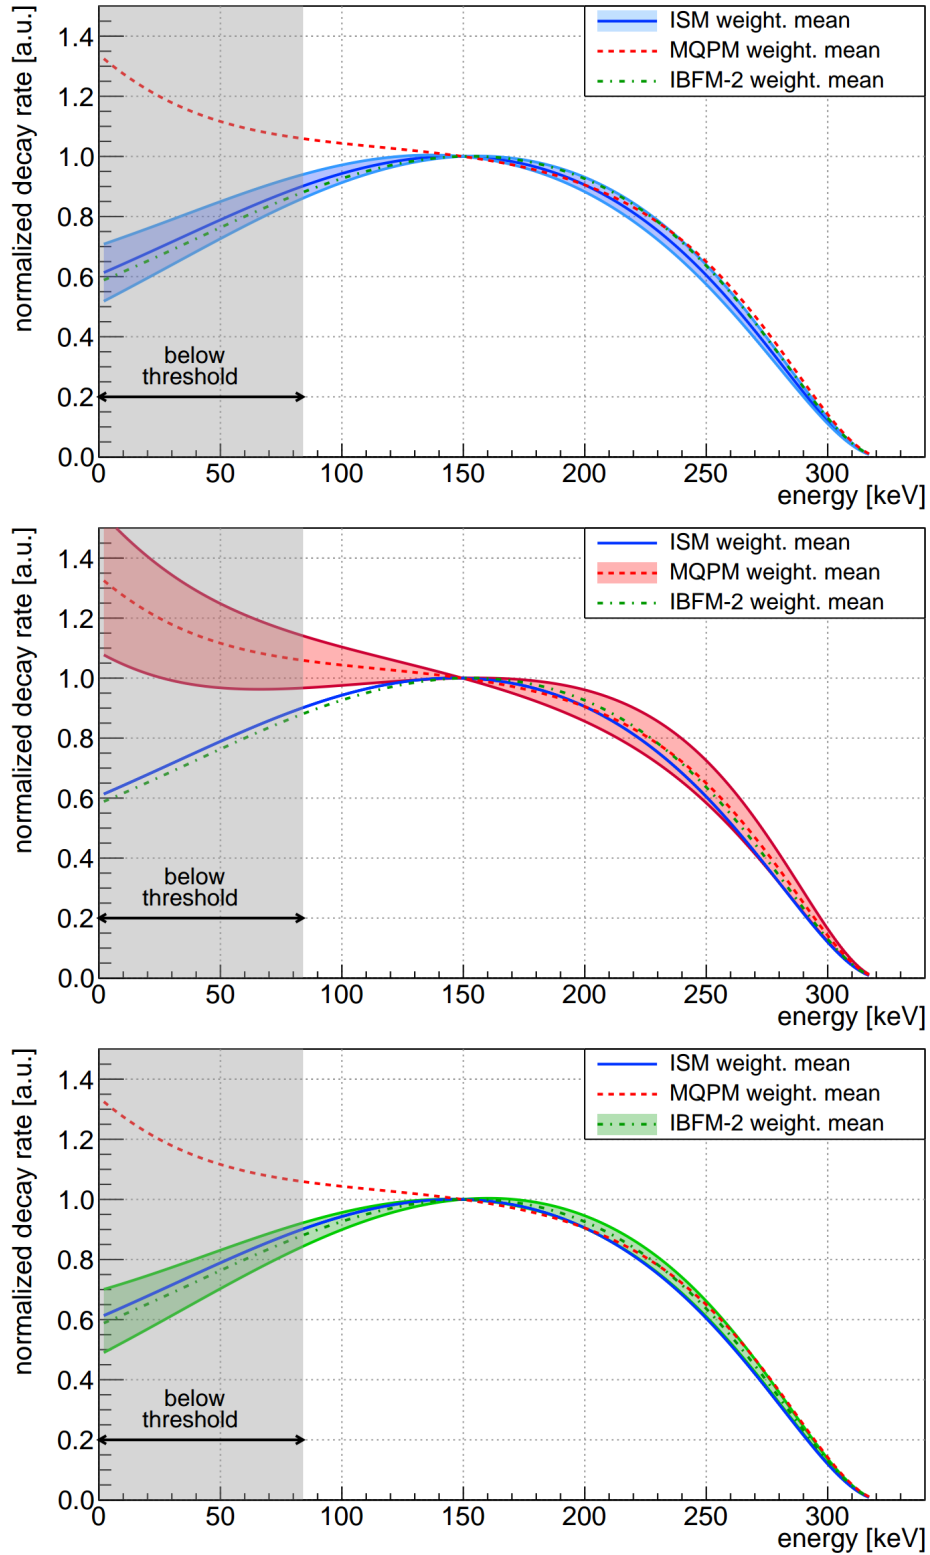 normalized decay rate [a.u.]
1.4
1.2
1.0
0.8
0.6
0.4
0.2
0.0
ISM weight. mean
MQPM weight. mean
IBFM-2 weight. mean
below
threshold
0 50 100 150 200 250 300
energy [keV]
normalized decay rate [a.u.]
1.4
1.2
1.0
0.8
0.6
0.4
0.2
0.0
ISM weight. mean
MQPM weight. mean
IBFM-2 weight. mean
below
threshold
0 50 100 150 200 250 300
energy [keV]
normalized decay rate [a.u.]
1.4
1.2
1.0
0.8
0.6
0.4
0.2
0.0
ISM weight. mean
MQPM weight. mean
IBFM-2 weight. mean
below
threshold
0 50 100 150 200 250 300
energy [keV]